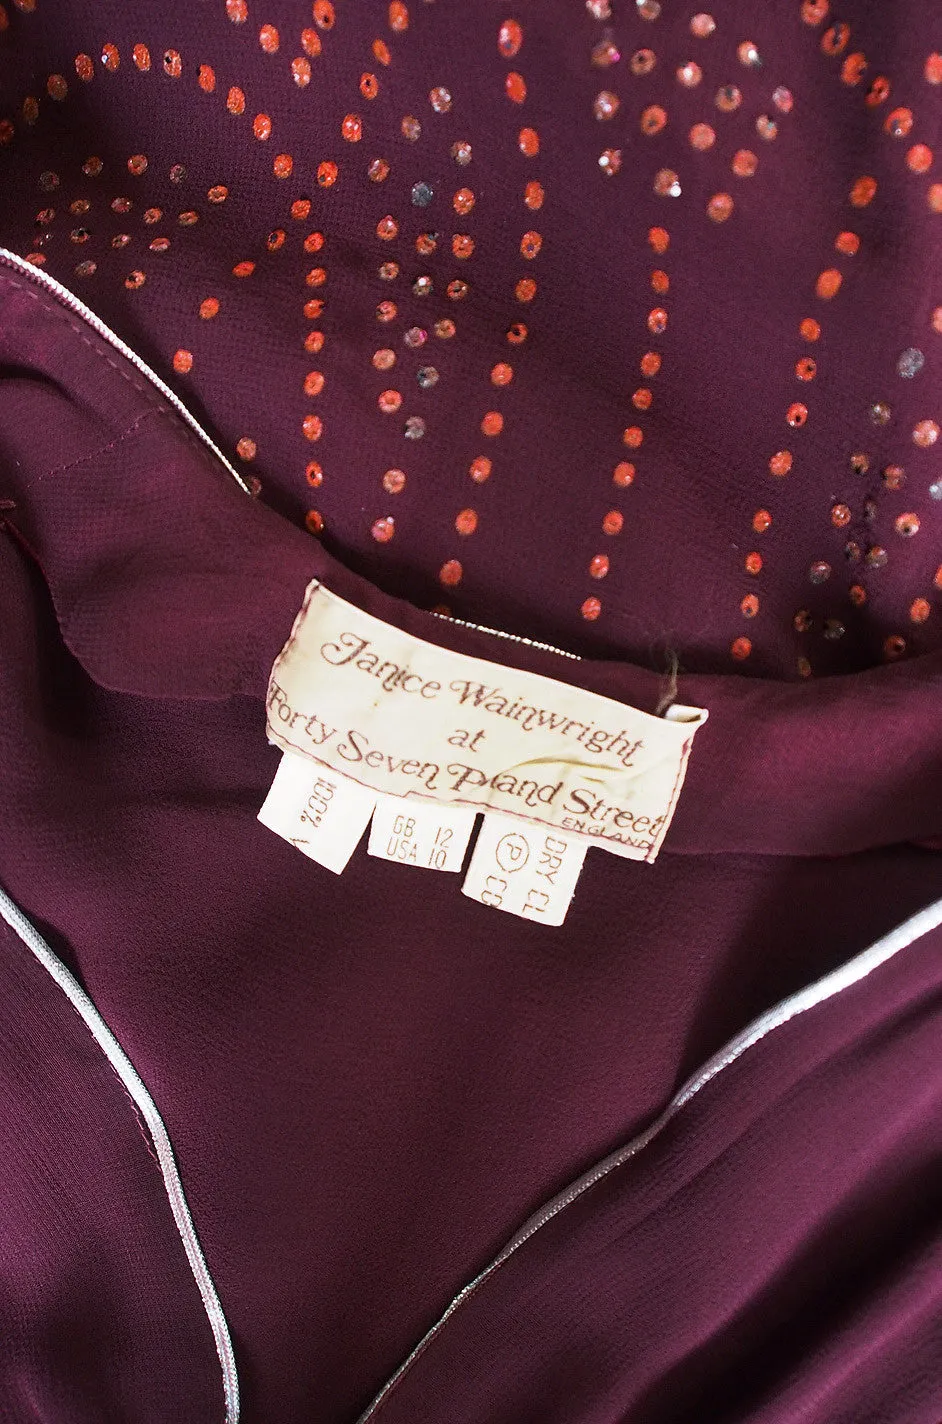 Janice Wainwright
at
Forty Seven Poland Street
ENGLAND
100%
GB 12
USA 10
P
DRY CL